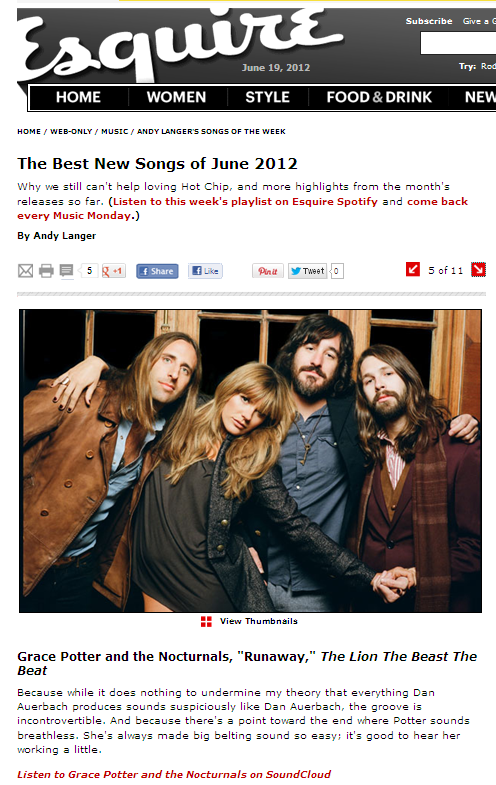 Esquire
Subscribe Give a G
June 19, 2012
Try: Red
HOME WOMEN STYLE FOOD & DRINK NEW
HOME / WEB-ONLY / MUSIC / ANDY LANGER'S SONGS OF THE WEEK
The Best New Songs of June 2012
Why we still can't help loving Hot Chip, and more highlights from the month's
releases so far. (Listen to this week's playlist on Esquire Spotify and come back
every Music Monday.)
By Andy Langer
5 +1 Share Like Pin it Tweet 0 5 of 11
View Thumbnails
Grace Potter and the Nocturnals, "Runaway," The Lion The Beast The
Beat
Because while it does nothing to undermine my theory that everything Dan
Auerbach produces sounds suspiciously like Dan Auerbach, the groove is
incontrovertible. And because there's a point toward the end where Potter sounds
breathless. She's always made big belting sound so easy; it's good to hear her
working a little.
Listen to Grace Potter and the Nocturnals on SoundCloud